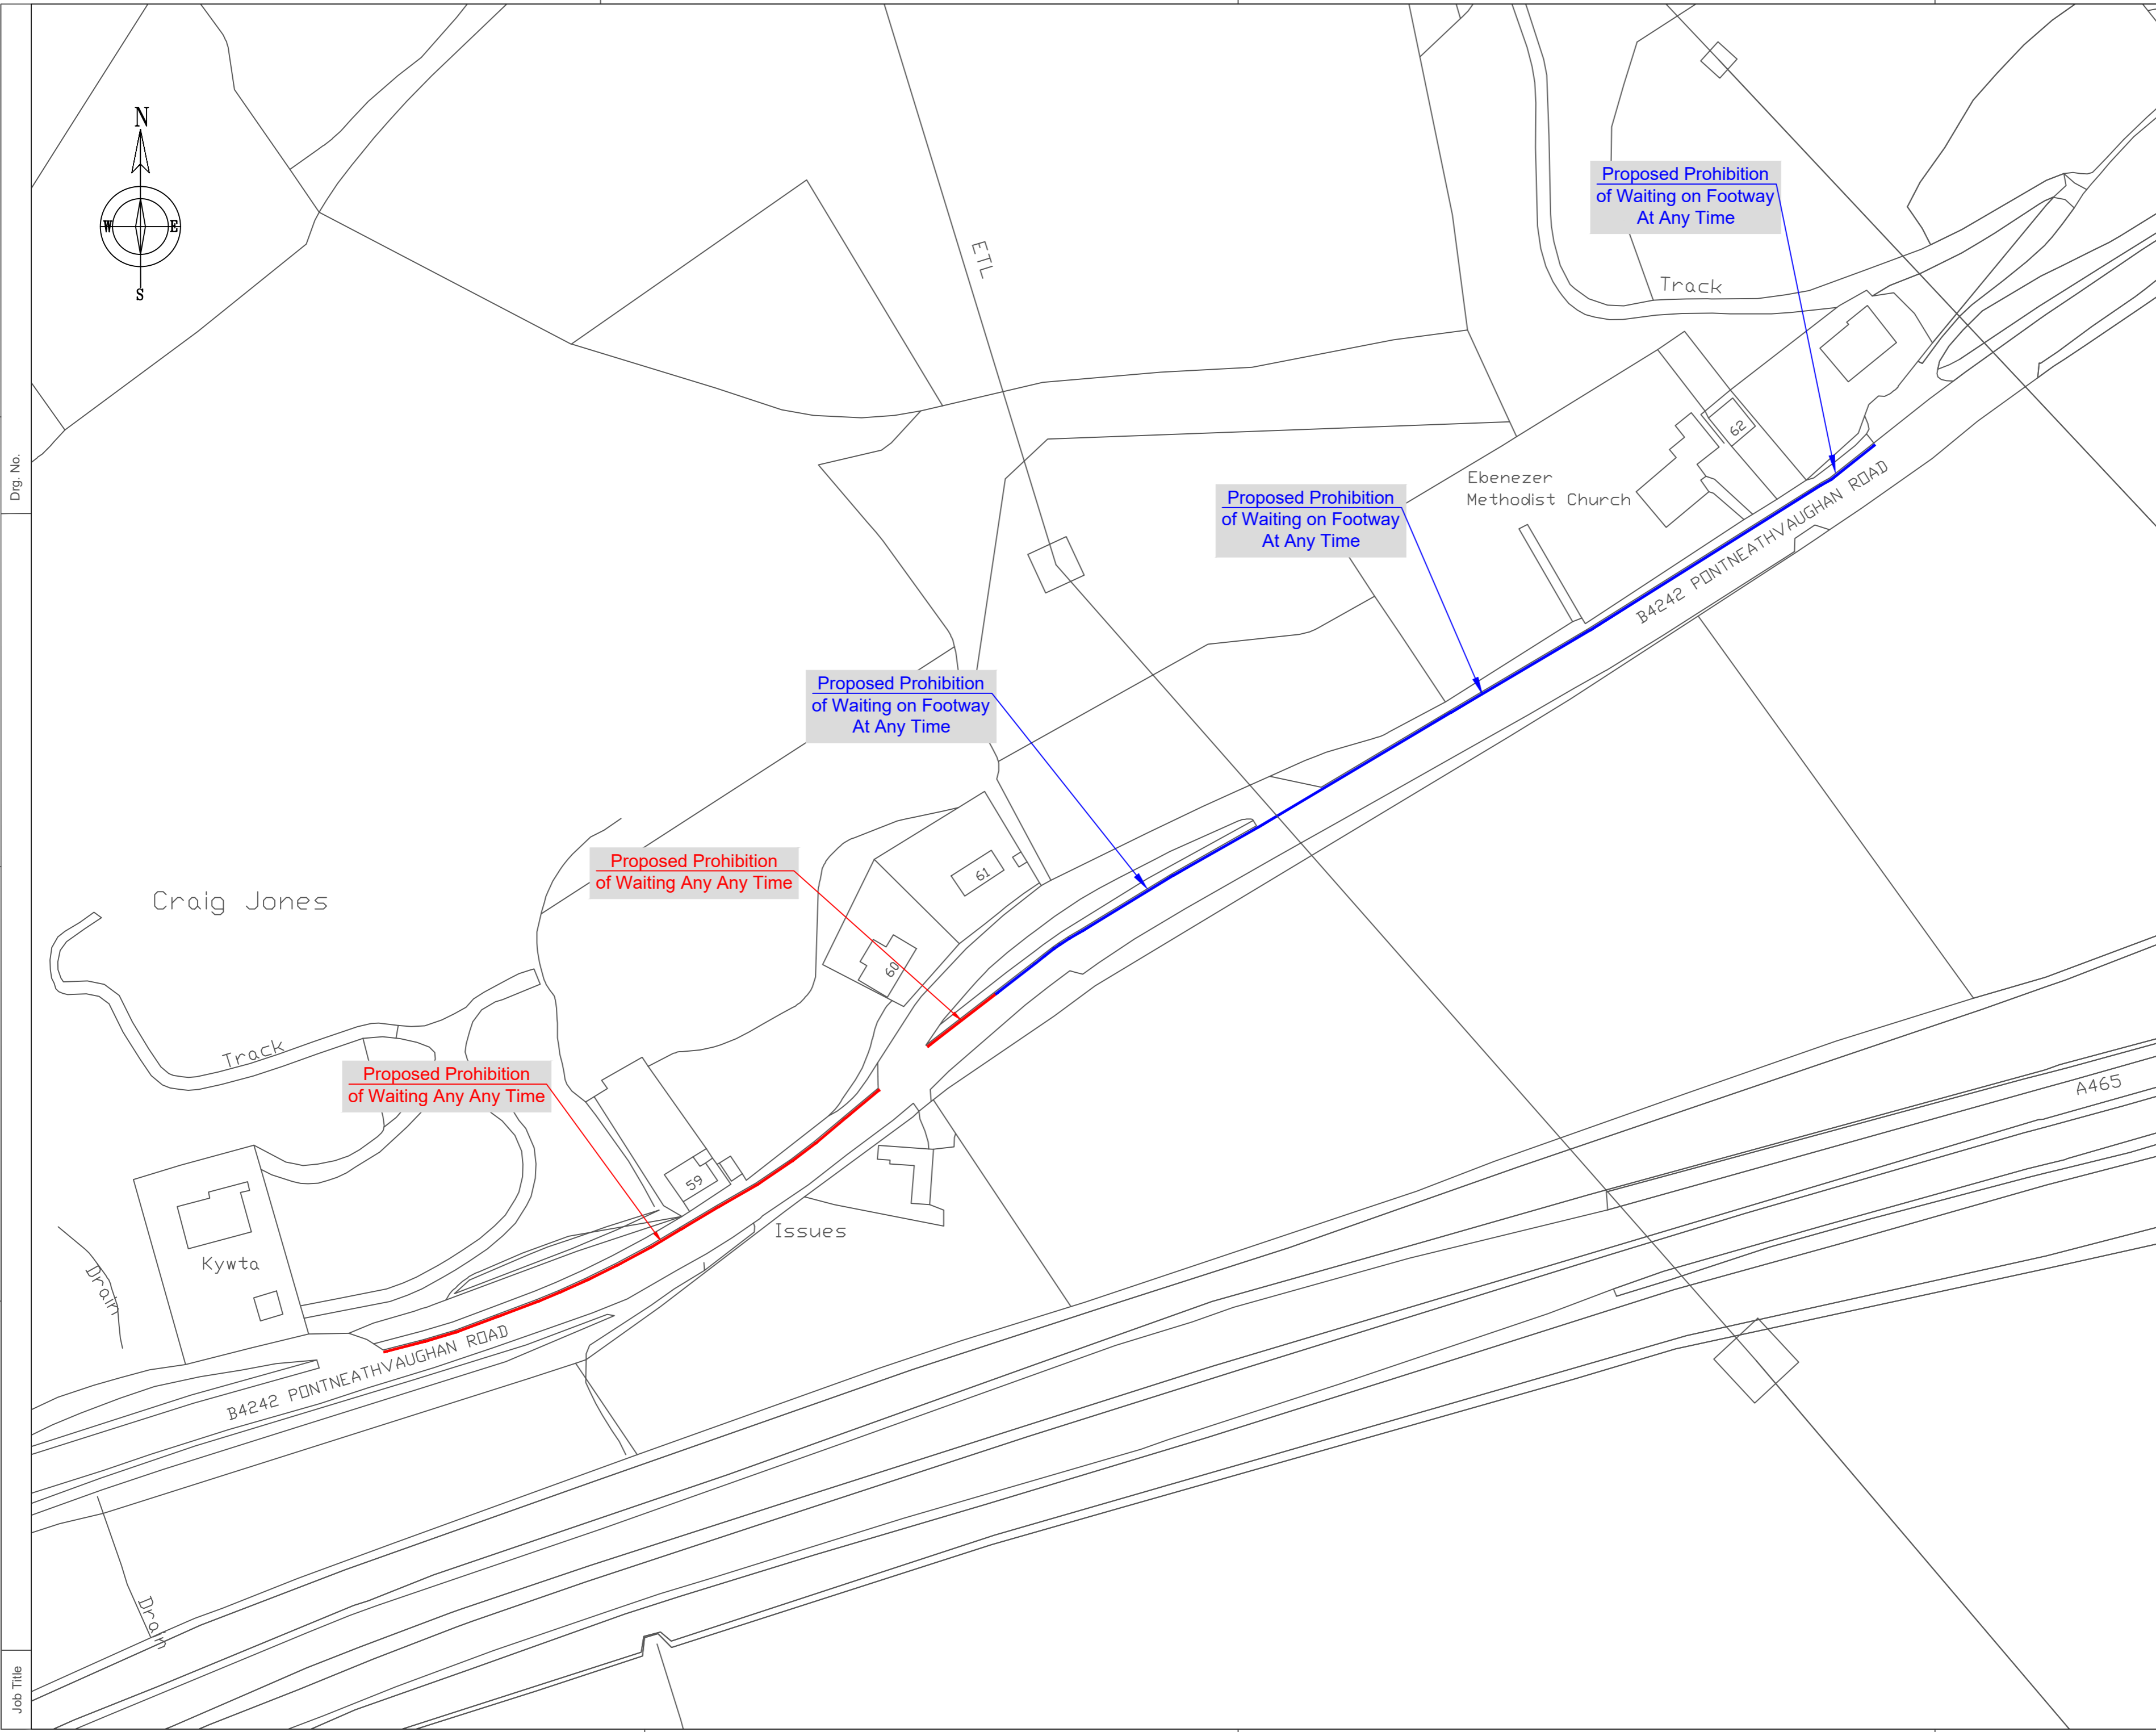 N
W
E
S
ETL
Proposed Prohibition
of Waiting on Footway
At Any Time
Track
Drg. No.
62
Ebenezer
Methodist Church
Proposed Prohibition
of Waiting on Footway
At Any Time
B4242 PONTNEATHVAUGHAN ROAD
Proposed Prohibition
of Waiting on Footway
At Any Time
Proposed Prohibition
of Waiting Any Any Time
61
60
Craig Jones
Track
Proposed Prohibition
of Waiting Any Any Time
A465
59
Issues
Kywta
Drain
B4242 PONTNEATHVAUGHAN ROAD
Drain
Job Title